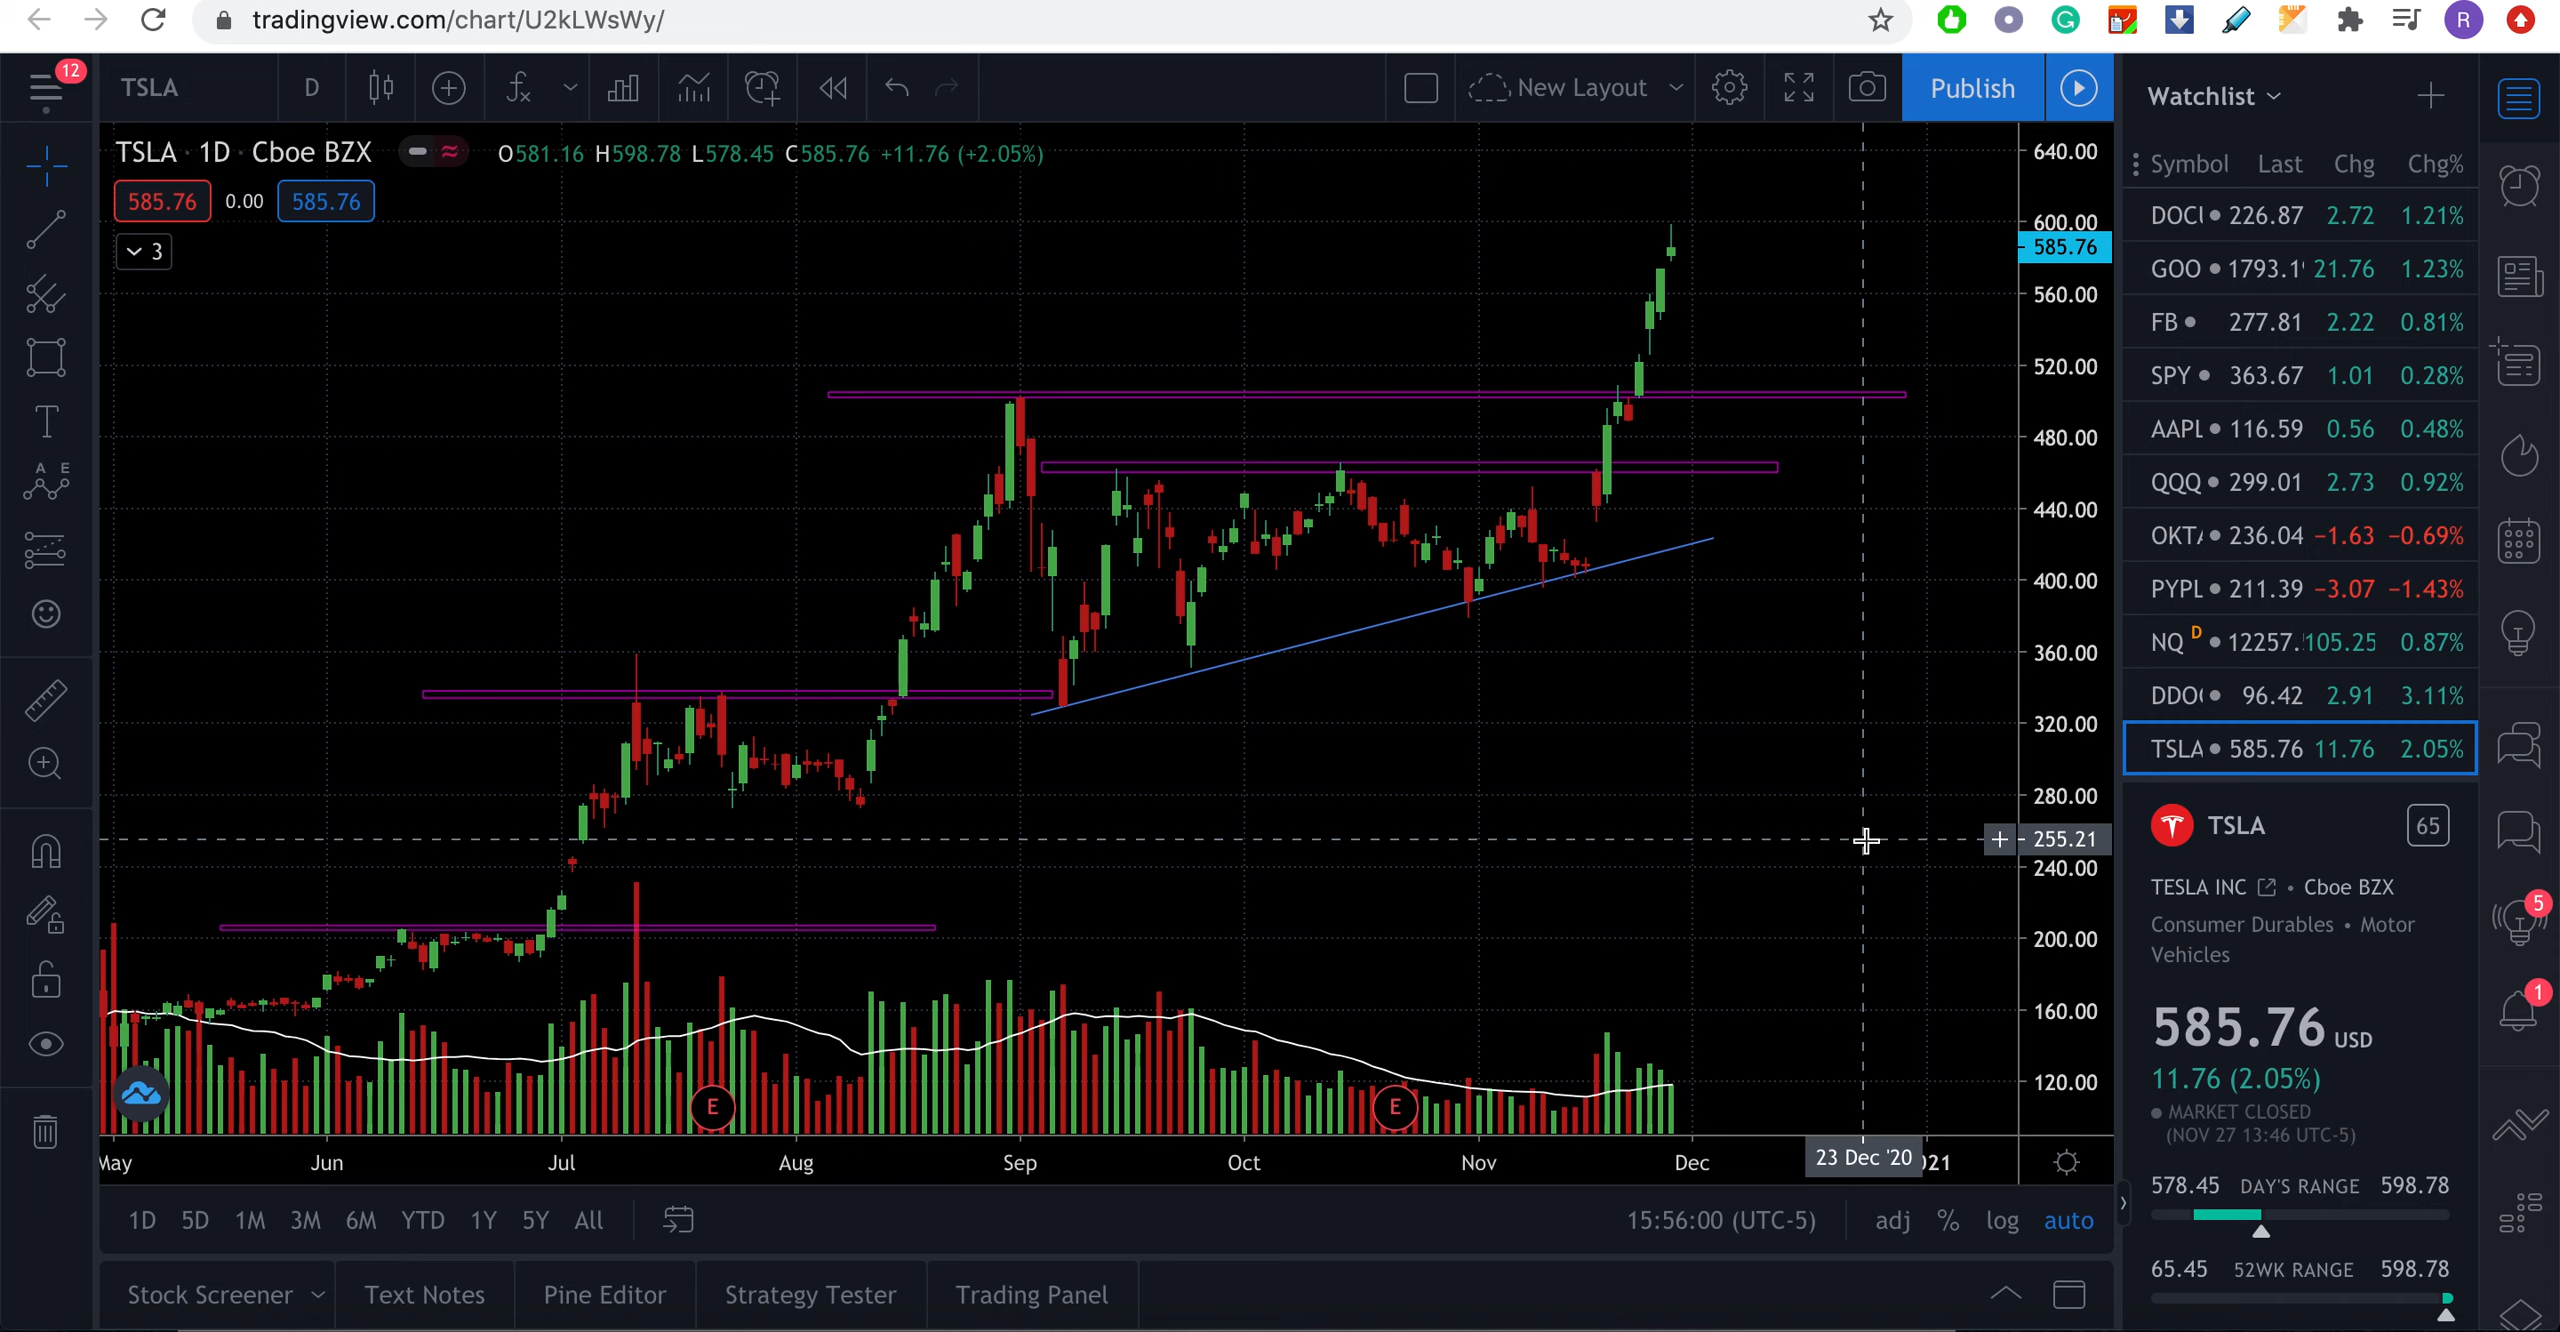 tradingview.com/chart/U2kLWsWy/
R
12
TSLA
D
New Layout
Publish
Watchlist
TSLA · 1D · Cboe BZX
O581.16 H598.78 L578.45 C585.76 +11.76 (+2.05%)
585.76
0.00
585.76
3
640.00
600.00
585.76
560.00
520.00
480.00
440.00
400.00
360.00
320.00
280.00
255.21
240.00
200.00
160.00
120.00
E
E
May
Jun
Jul
Aug
Sep
Oct
Nov
Dec
23 Dec '20
021
1D 5D 1M 3M 6M YTD 1Y 5Y All
15:56:00 (UTC-5)
adj % log auto
Stock Screener
Text Notes
Pine Editor
Strategy Tester
Trading Panel
Symbol Last Chg Chg%
DOCU 226.87 2.72 1.21%
GOO 1793.19 21.76 1.23%
FB 277.81 2.22 0.81%
SPY 363.67 1.01 0.28%
AAPL 116.59 0.56 0.48%
QQQ 299.01 2.73 0.92%
OKTA 236.04 −1.63 −0.69%
PYPL 211.39 −3.07 −1.43%
NQ D 12257. 105.25 0.87%
DDOG 96.42 2.91 3.11%
TSLA 585.76 11.76 2.05%
TSLA
65
TESLA INC • Cboe BZX
Consumer Durables • Motor
Vehicles
585.76 USD
11.76 (2.05%)
MARKET CLOSED
(NOV 27 13:46 UTC-5)
578.45 DAY'S RANGE 598.78
65.45 52WK RANGE 598.78
5
1